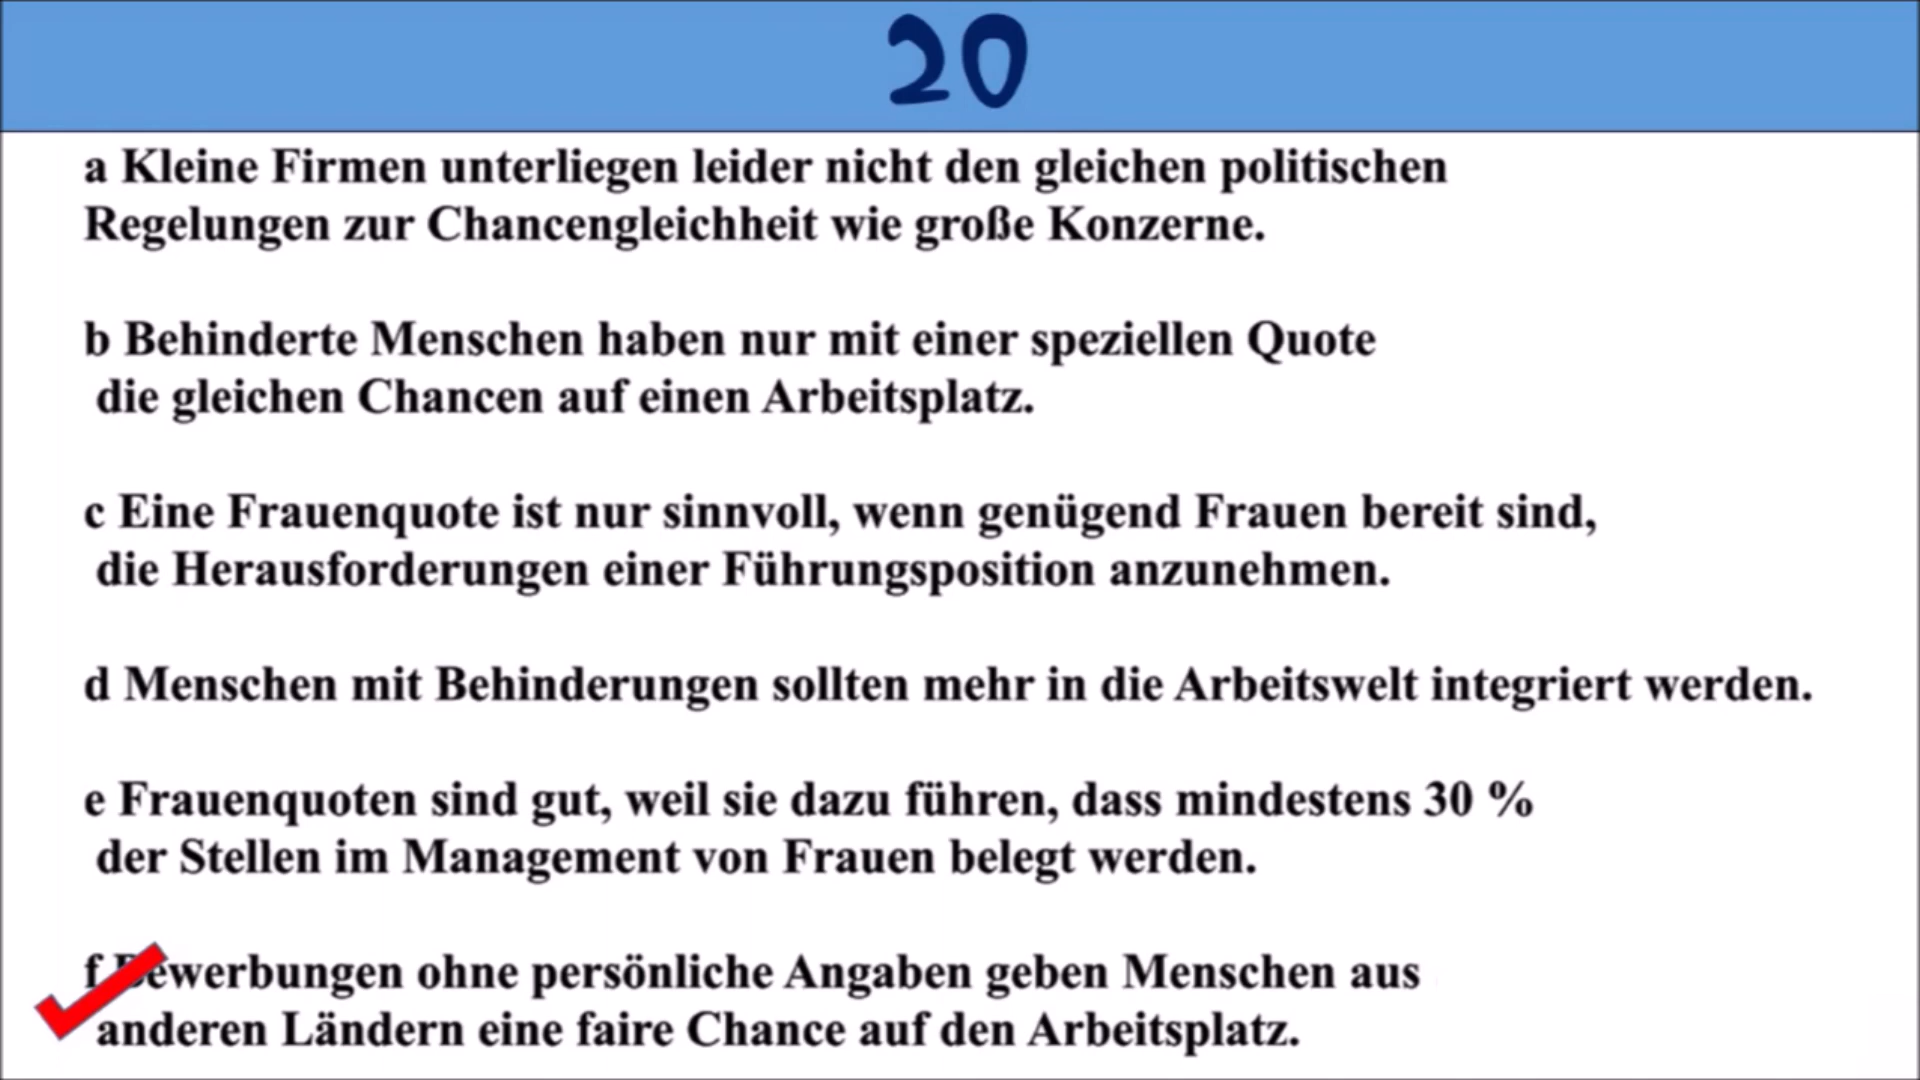 20
a Kleine Firmen unterliegen leider nicht den gleichen politischen
Regelungen zur Chancengleichheit wie große Konzerne.
b Behinderte Menschen haben nur mit einer speziellen Quote
die gleichen Chancen auf einen Arbeitsplatz.
c Eine Frauenquote ist nur sinnvoll, wenn genügend Frauen bereit sind,
die Herausforderungen einer Führungsposition anzunehmen.
d Menschen mit Behinderungen sollten mehr in die Arbeitswelt integriert werden.
e Frauenquoten sind gut, weil sie dazu führen, dass mindestens 30 %
der Stellen im Management von Frauen belegt werden.
f Bewerbungen ohne persönliche Angaben geben Menschen aus
anderen Ländern eine faire Chance auf den Arbeitsplatz.